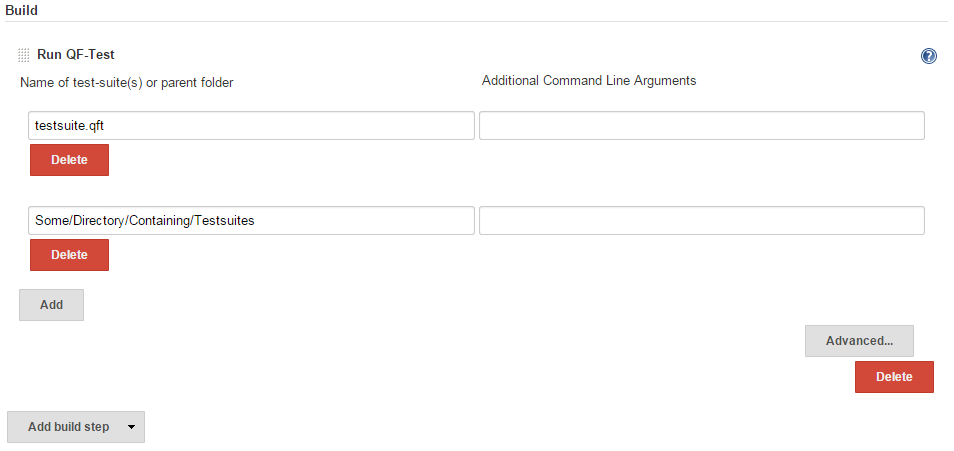 Build
Run QF-Test
?
Name of test-suite(s) or parent folder
Additional Command Line Arguments
testsuite.qft
Delete
Some/Directory/Containing/Testsuites
Delete
Add
Advanced...
Delete
Add build step